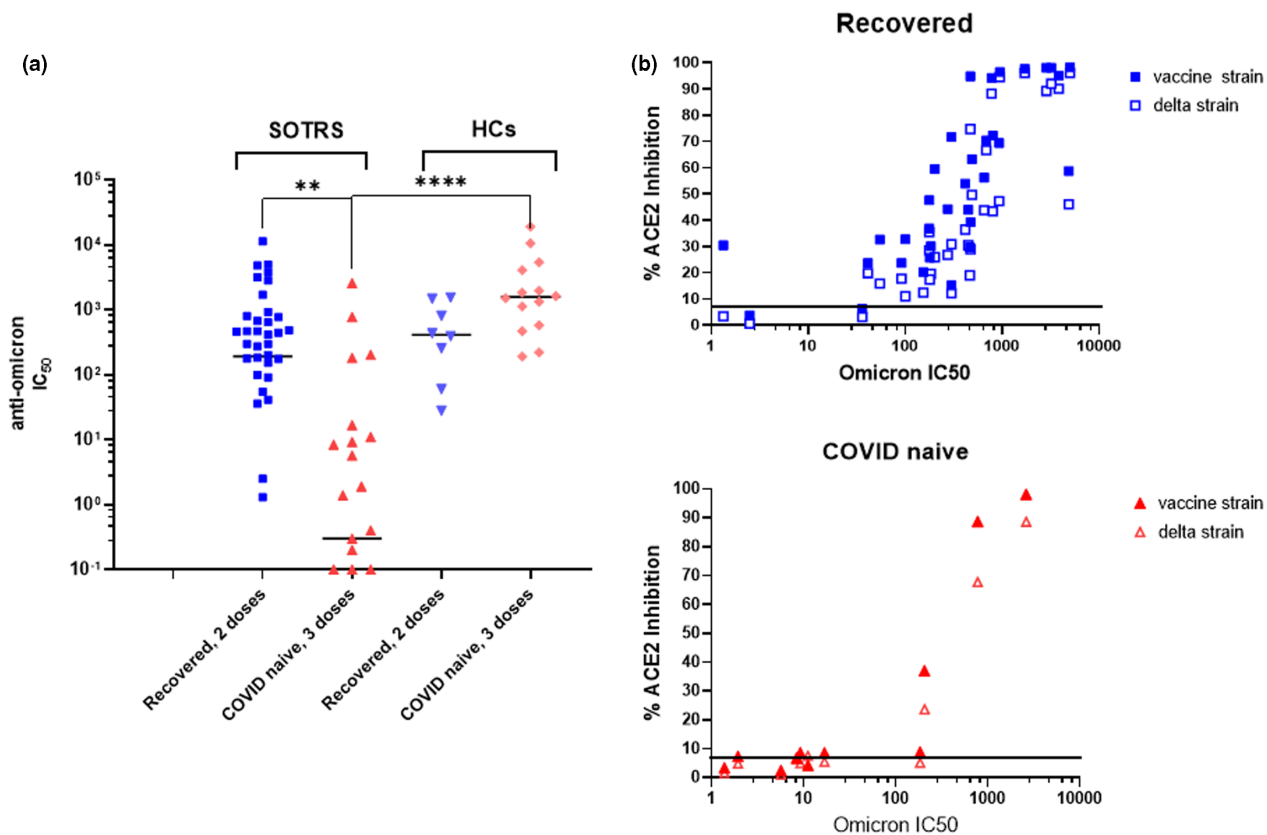 (a)
SOTRS
HCs
**
****
10⁵
10⁴
10³
10²
10¹
10⁰
10⁻¹
anti-omicron
IC₅₀
Recovered, 2 doses
COVID naive, 3 doses
Recovered, 2 doses
COVID naive, 3 doses
(b)
Recovered
100
90
80
70
60
50
40
30
20
10
0
% ACE2 Inhibition
1
10
100
1000
10000
Omicron IC50
vaccine strain
delta strain
COVID naive
100
90
80
70
60
50
40
30
20
10
0
% ACE2 Inhibition
1
10
100
1000
10000
Omicron IC50
vaccine strain
delta strain